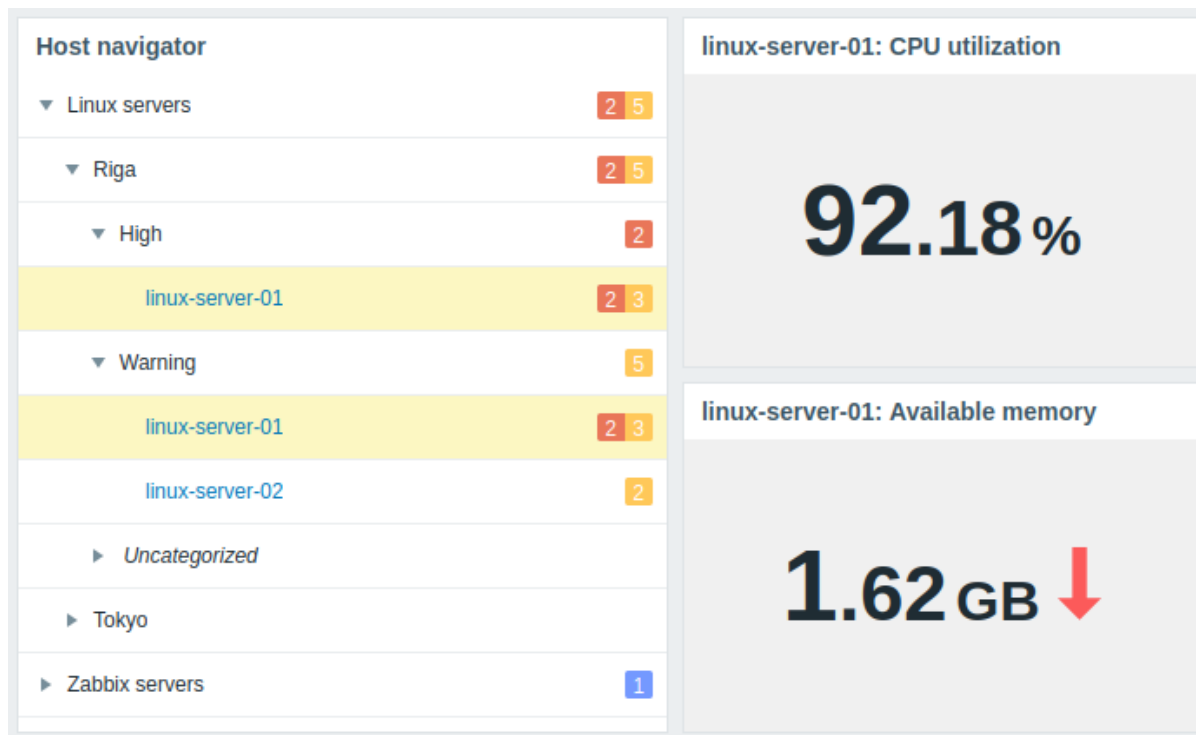 Host navigator
Linux servers 2 5
Riga 2 5
High 2
linux-server-01 2 3
Warning 5
linux-server-01 2 3
linux-server-02 2
Uncategorized
Tokyo
Zabbix servers 1
linux-server-01: CPU utilization
92.18 %
linux-server-01: Available memory
1.62 GB